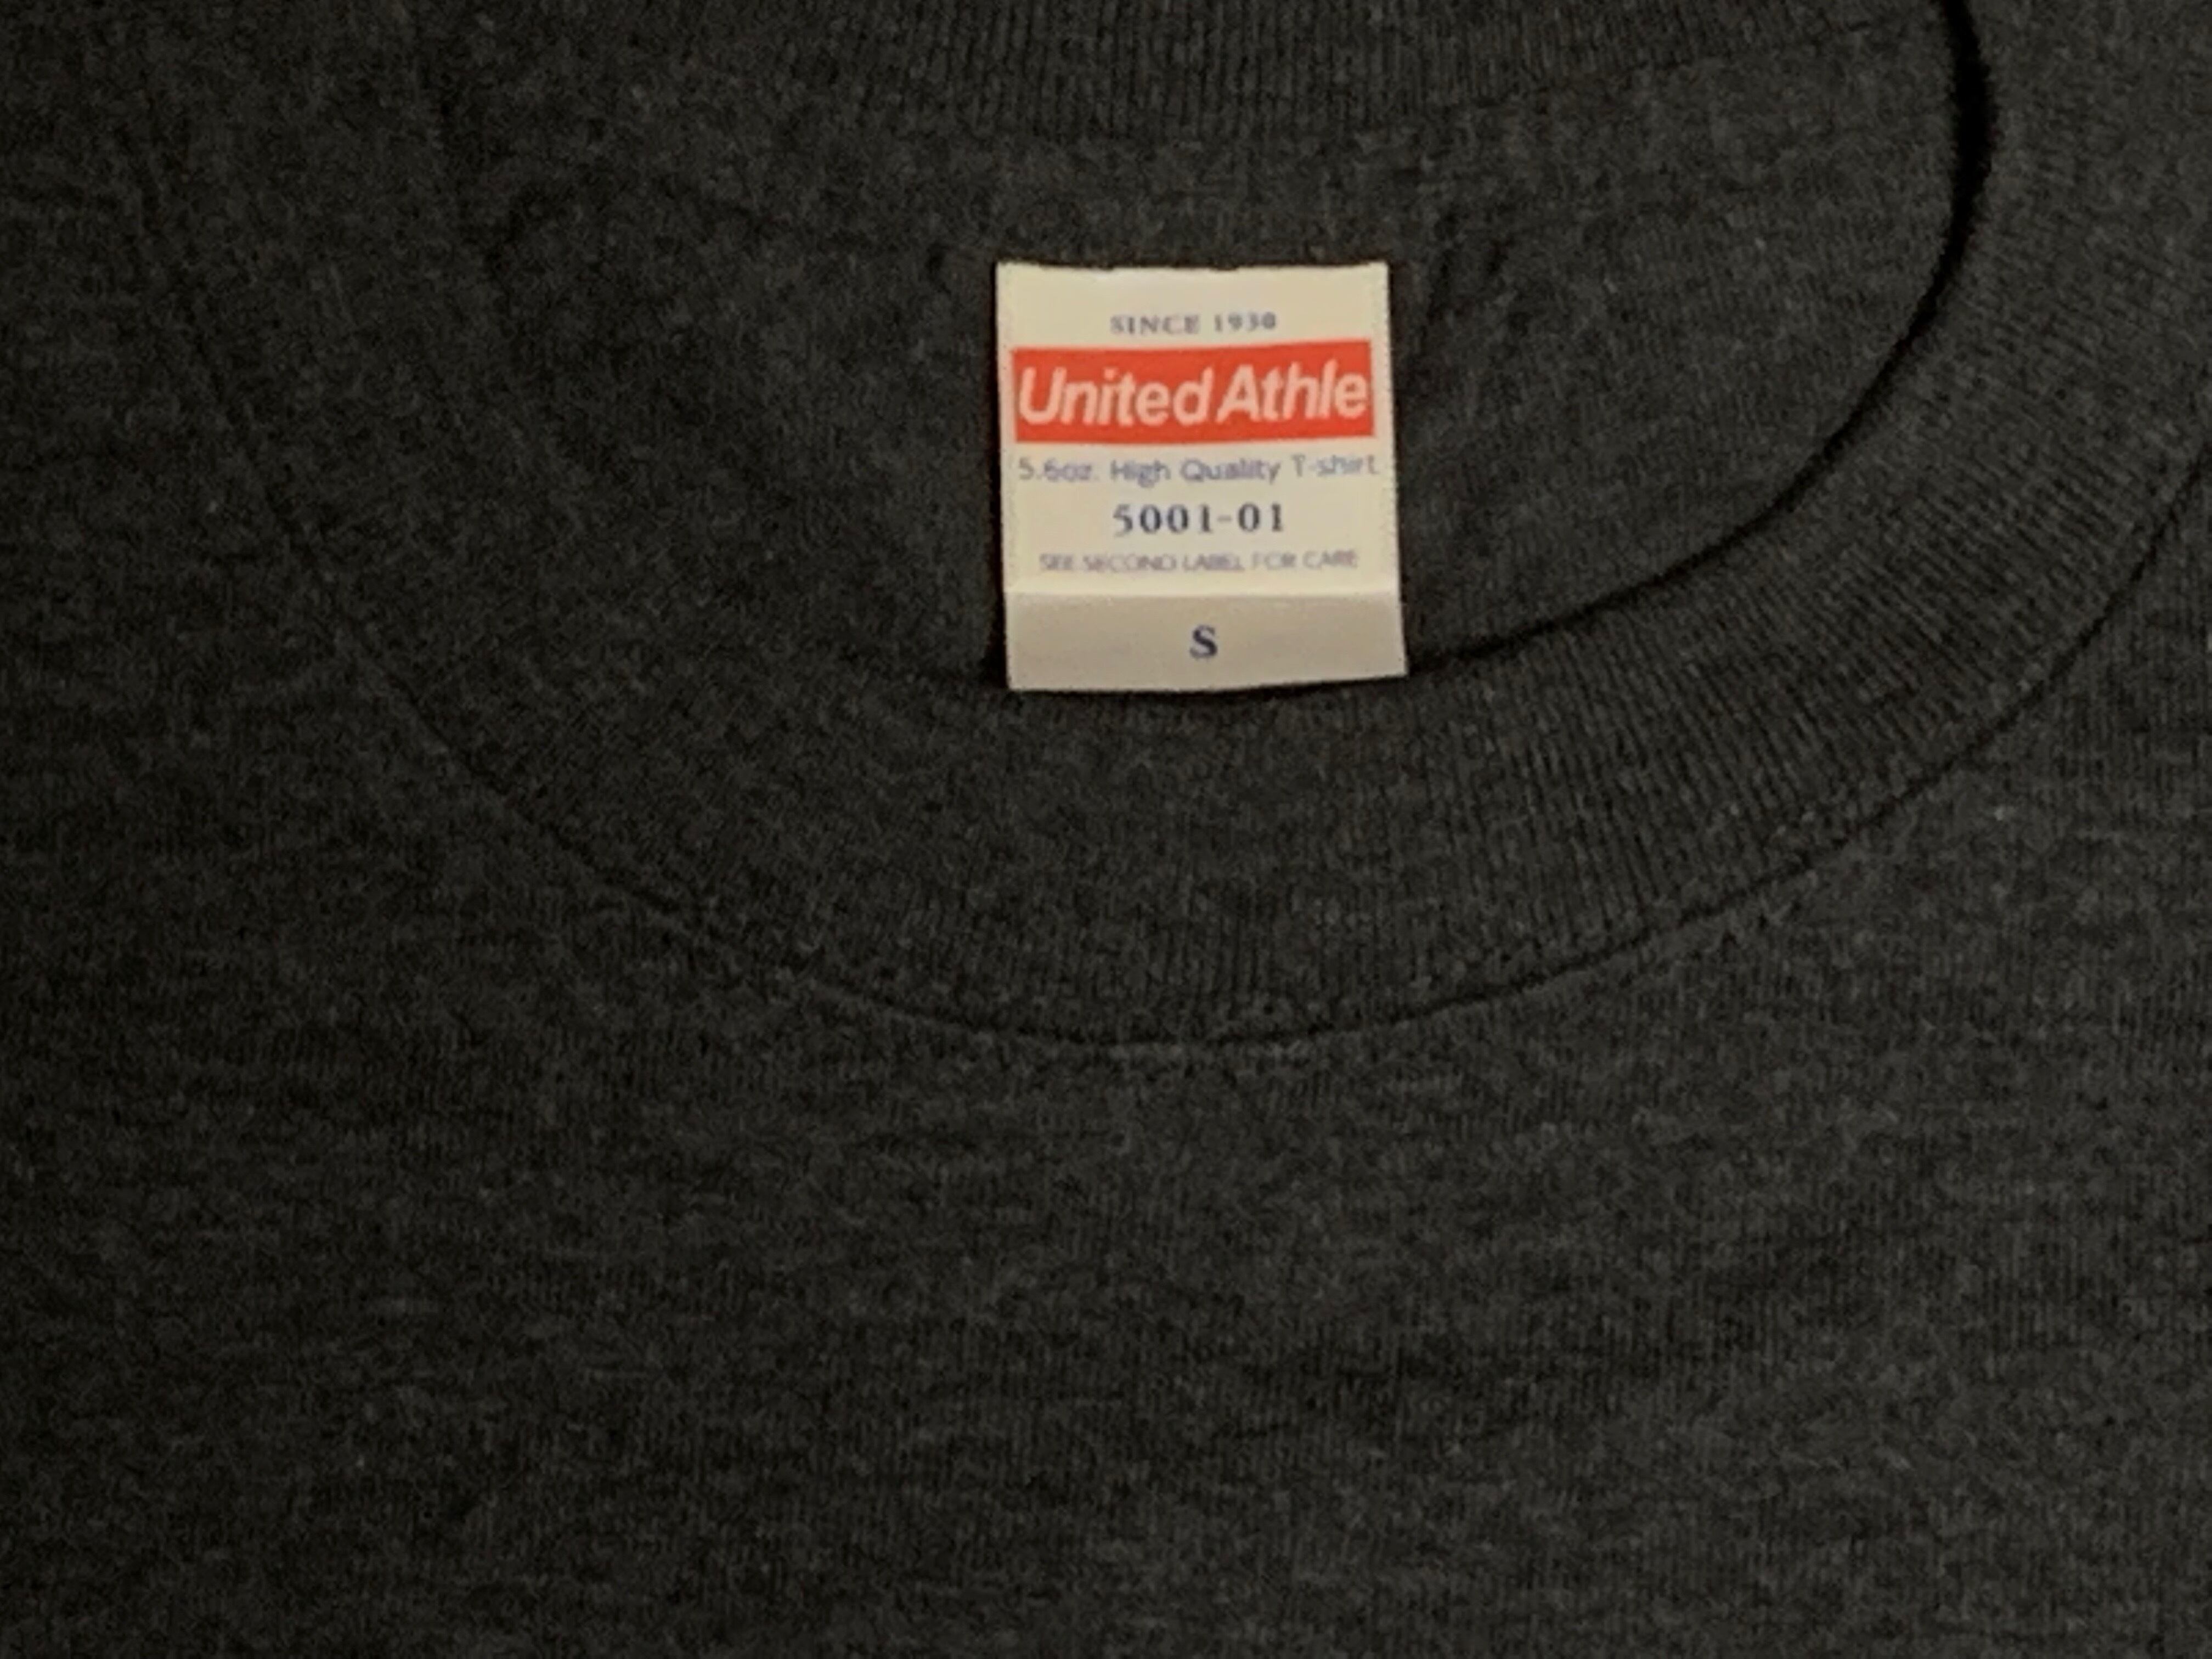 SINCE 1930
United Athle
5.6oz. High Quality T-shirt
5001-01
SEE SECOND LABEL FOR CARE
S